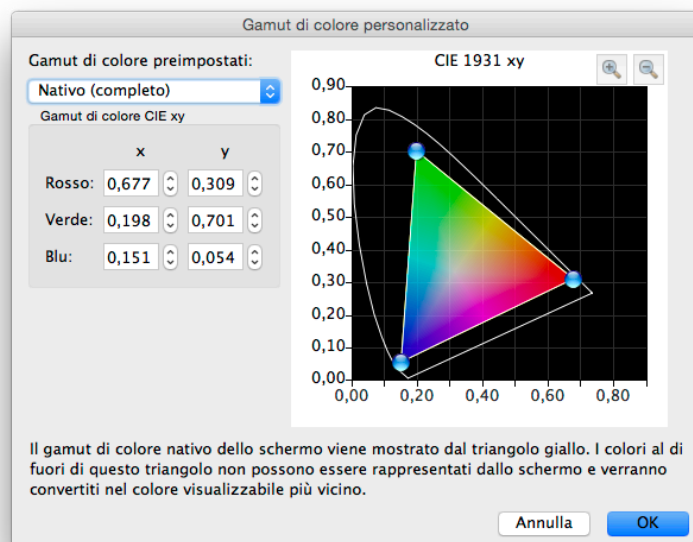 Gamut di colore personalizzato
Gamut di colore preimpostati:
Nativo (completo)
Gamut di colore CIE xy
x y
Rosso: 0,677 0,309
Verde: 0,198 0,701
Blu: 0,151 0,054
CIE 1931 xy
0,90
0,70
0,60
0,50
0,40
0,30
0,20
0,10
0,00
0,00 0,20 0,40 0,60 0,80
Il gamut di colore nativo dello schermo viene mostrato dal triangolo giallo. I colori al di
fuori di questo triangolo non possono essere rappresentati dallo schermo e verranno
convertiti nel colore visualizzabile più vicino.
Annulla OK